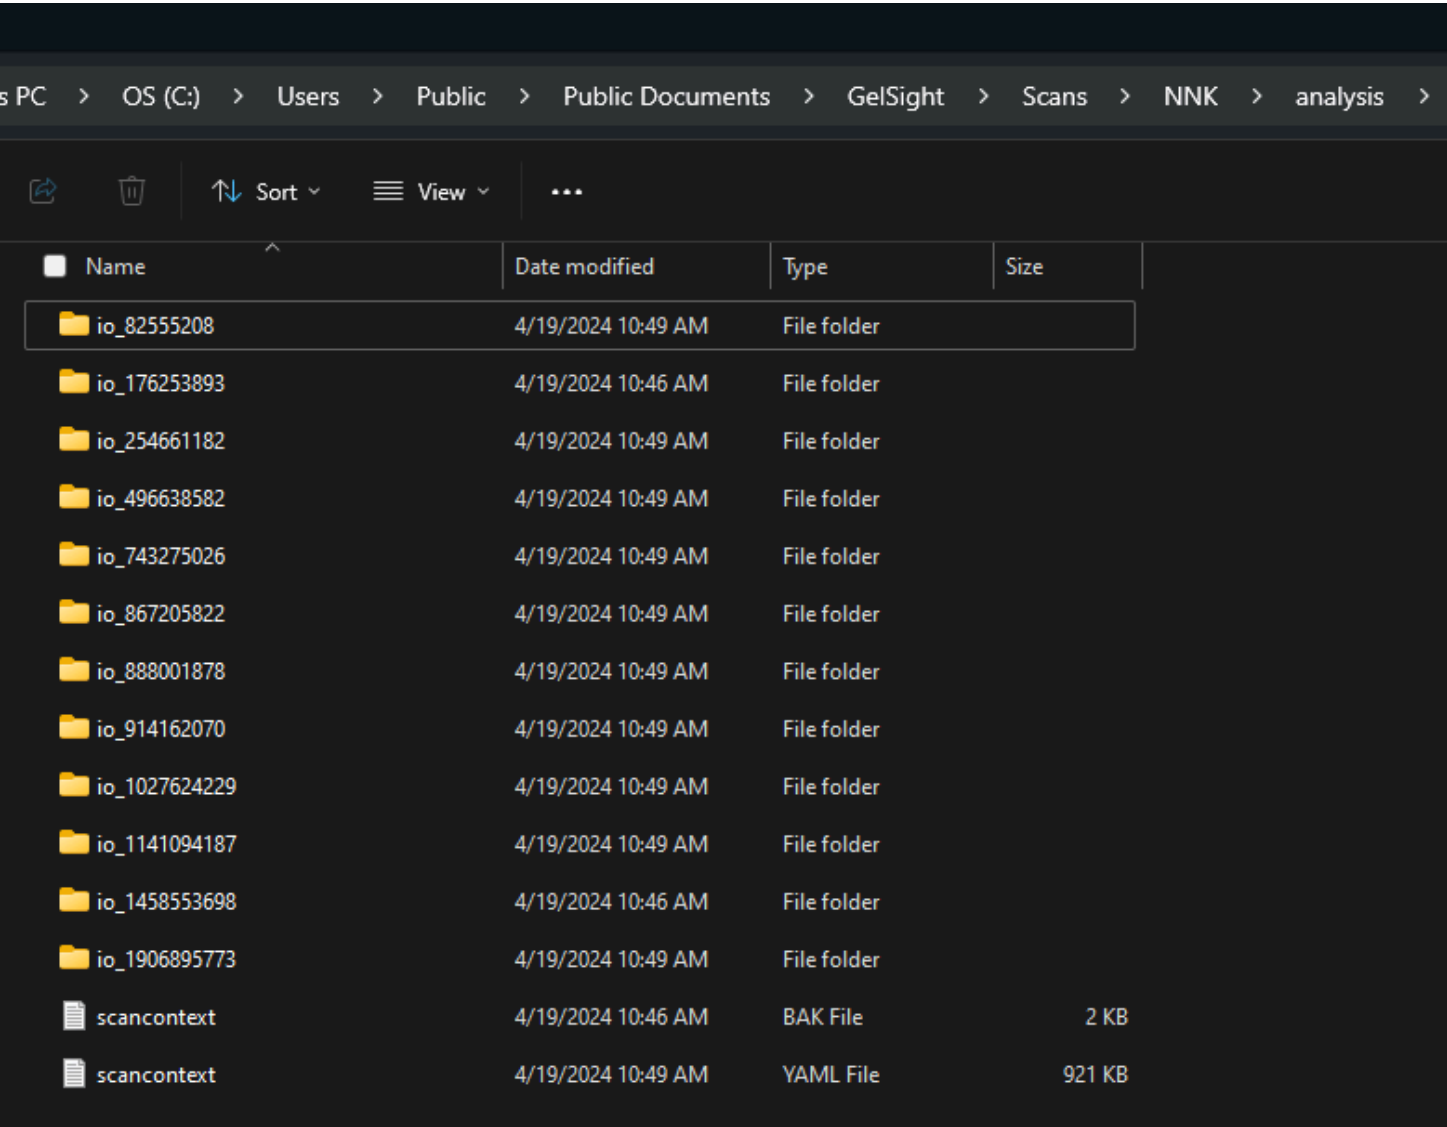 s PC > OS (C:) > Users > Public > Public Documents > GelSight > Scans > NNK > analysis >
Sort View •••
Name Date modified Type Size
io_82555208 4/19/2024 10:49 AM File folder
io_176253893 4/19/2024 10:46 AM File folder
io_254661182 4/19/2024 10:49 AM File folder
io_496638582 4/19/2024 10:49 AM File folder
io_743275026 4/19/2024 10:49 AM File folder
io_867205822 4/19/2024 10:49 AM File folder
io_888001878 4/19/2024 10:49 AM File folder
io_914162070 4/19/2024 10:49 AM File folder
io_1027624229 4/19/2024 10:49 AM File folder
io_1141094187 4/19/2024 10:49 AM File folder
io_1458553698 4/19/2024 10:46 AM File folder
io_1906895773 4/19/2024 10:49 AM File folder
scancontext 4/19/2024 10:46 AM BAK File 2 KB
scancontext 4/19/2024 10:49 AM YAML File 921 KB